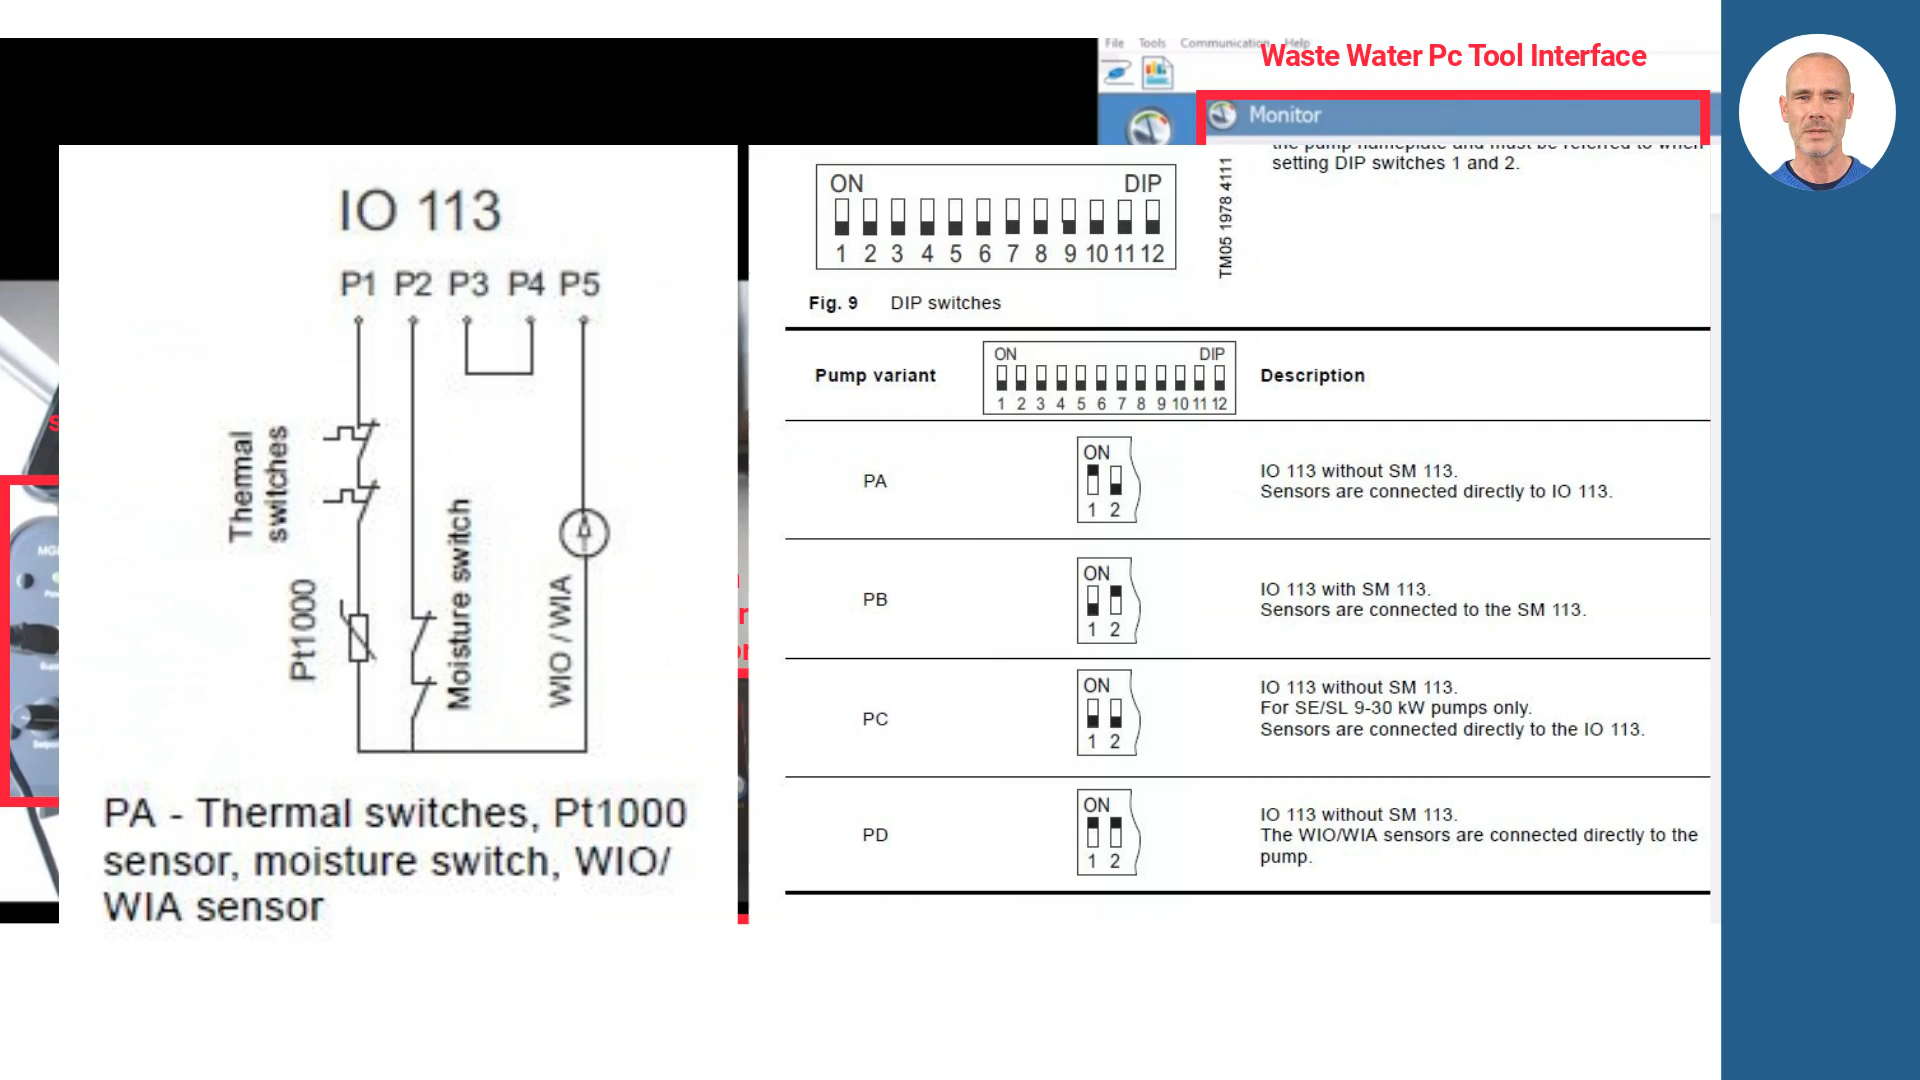 File Tools Communication Help
Waste Water Pc Tool Interface
Monitor
setting DIP switches 1 and 2.
IO 113
P1 P2 P3 P4 P5
Thermal
switches
Pt1000
Moisture switch
WIO / WIA
PA - Thermal switches, Pt1000
sensor, moisture switch, WIO/
WIA sensor
ON DIP
1 2 3 4 5 6 7 8 9 10 11 12
TM05 1978 4111
Fig. 9 DIP switches
Pump variant
ON DIP
1 2 3 4 5 6 7 8 9 10 11 12
Description
PA
ON
1 2
IO 113 without SM 113.
Sensors are connected directly to IO 113.
PB
ON
1 2
IO 113 with SM 113.
Sensors are connected to the SM 113.
PC
ON
1 2
IO 113 without SM 113.
For SE/SL 9-30 kW pumps only.
Sensors are connected directly to the IO 113.
PD
ON
1 2
IO 113 without SM 113.
The WIO/WIA sensors are connected directly to the
pump.